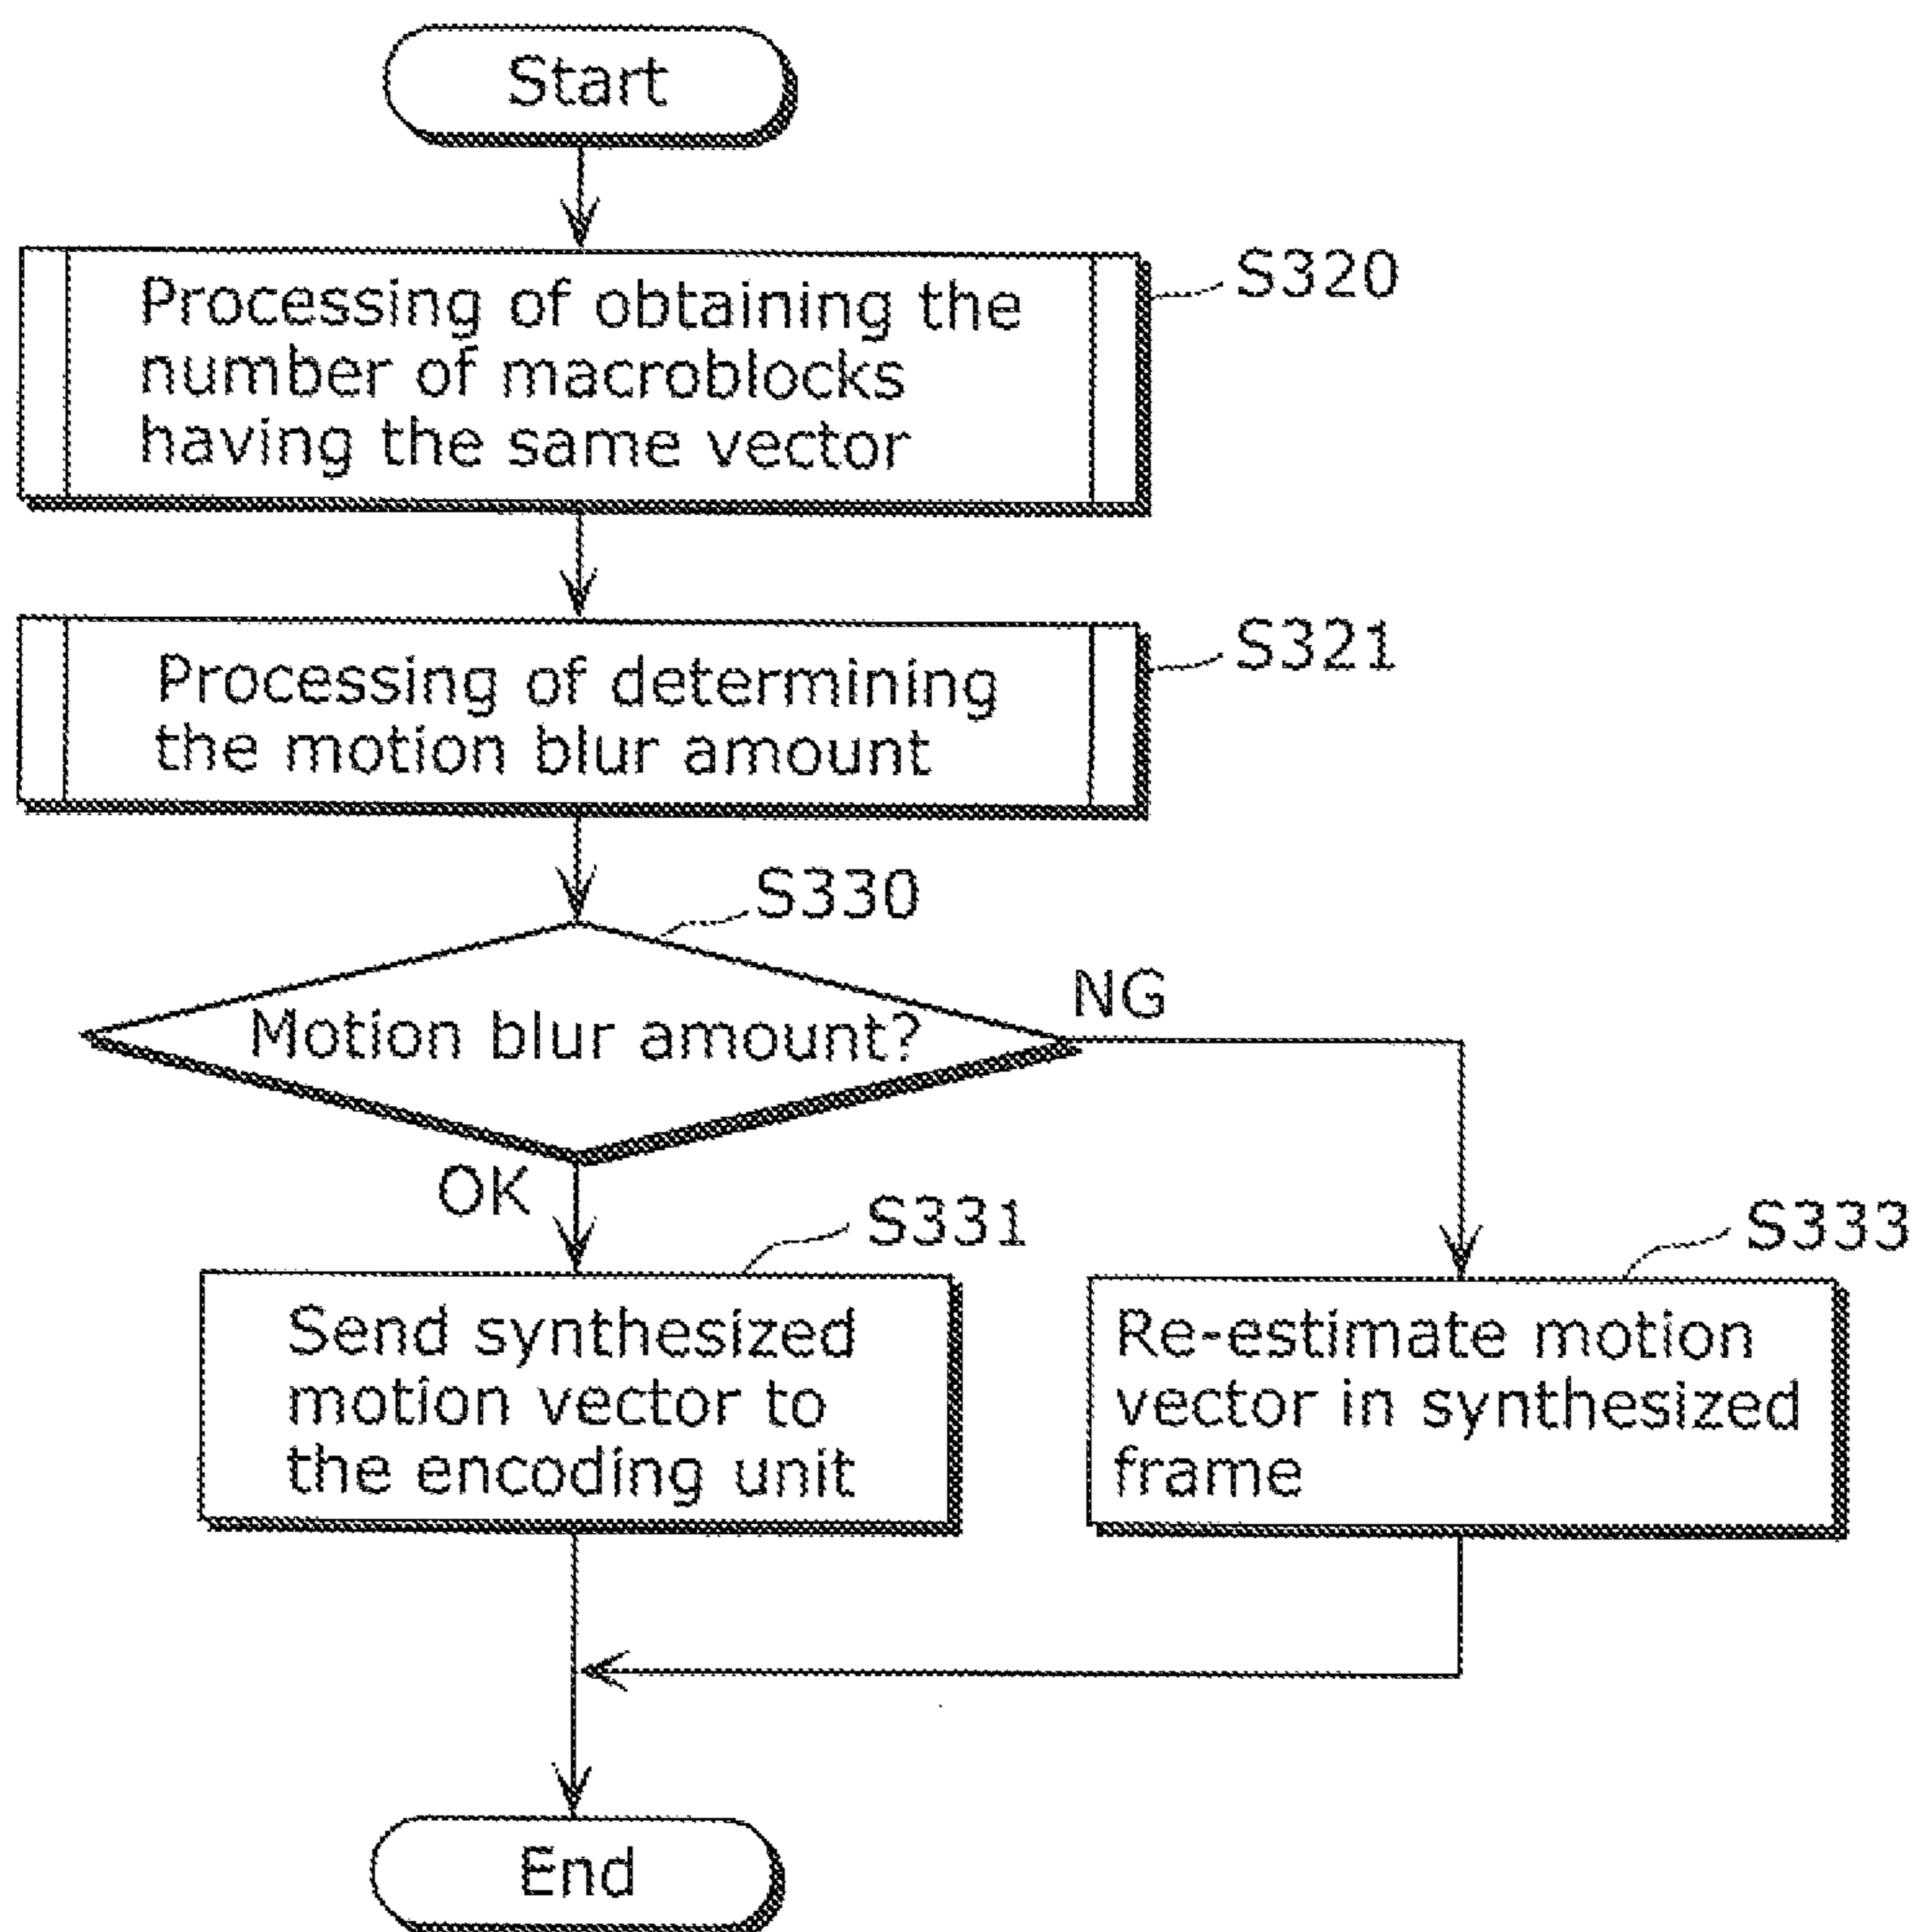 Start
Processing of obtaining the
number of macroblocks
having the same vector
S320
Processing of determining
the motion blur amount
S321
S330
Motion blur amount?
NG
OK
S331
Send synthesized
motion vector to
the encoding unit
S333
Re-estimate motion
vector in synthesized
frame
End